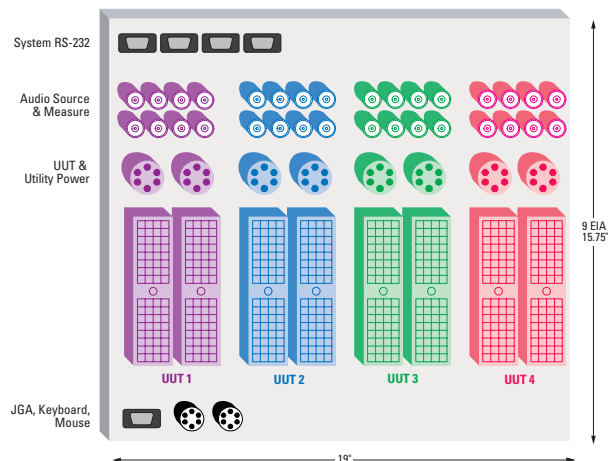 System RS-232
Audio Source
& Measure
UUT &
Utility Power
9 EIA
15.75"
UUT 1
UUT 2
UUT 3
UUT 4
JGA, Keyboard,
Mouse
19"